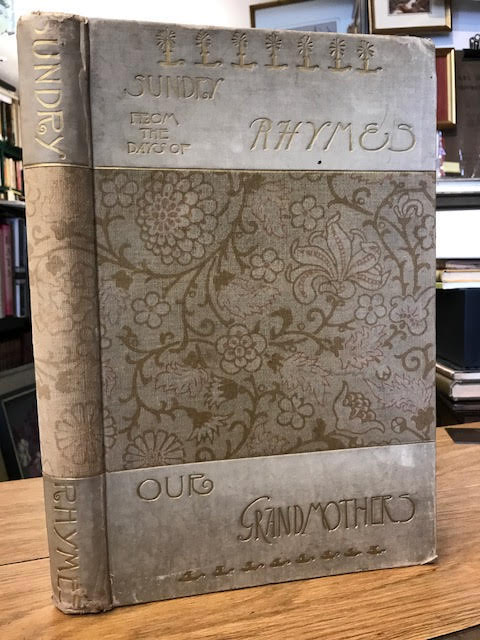 SUNDRY
RHYMES
SUNDRY
RHYMES
FROM
THE
DAYS OF
OUR
GRANDMOTHERS